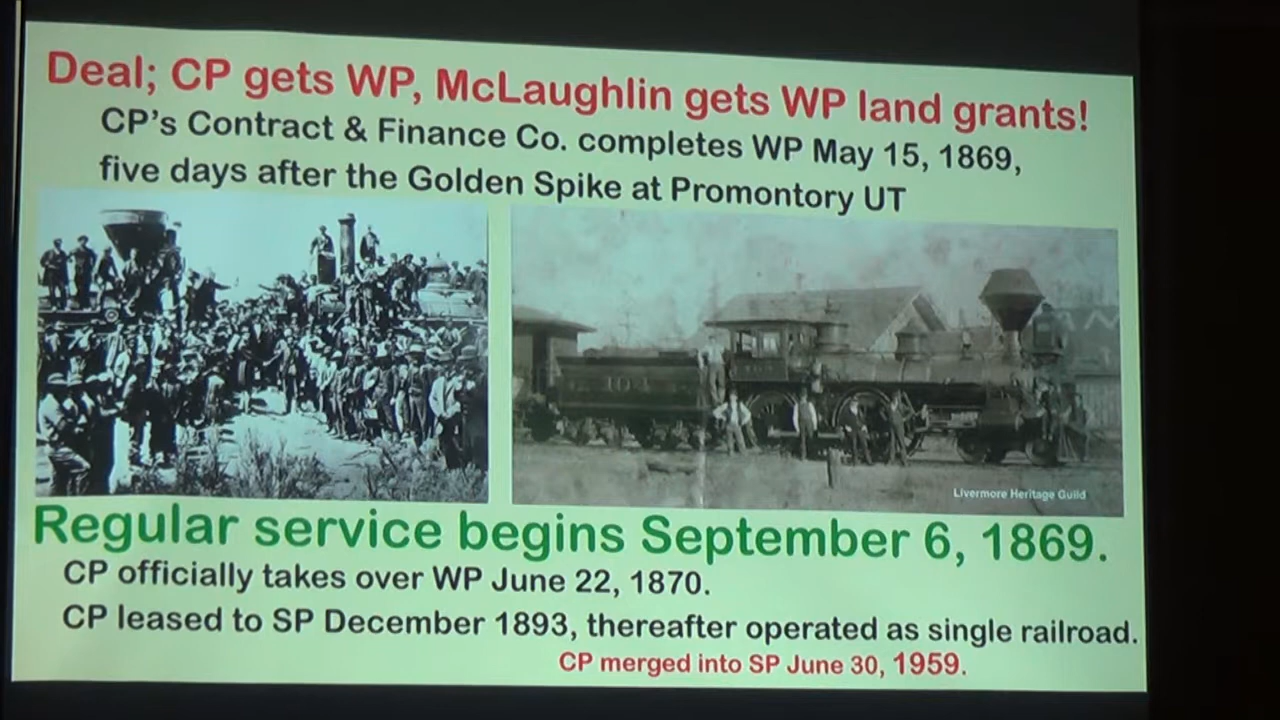 Deal; CP gets WP, McLaughlin gets WP land grants!
CP’s Contract & Finance Co. completes WP May 15, 1869,
five days after the Golden Spike at Promontory UT
104
Livermore Heritage Guild
Regular service begins September 6, 1869.
CP officially takes over WP June 22, 1870.
CP leased to SP December 1893, thereafter operated as single railroad.
CP merged into SP June 30, 1959.